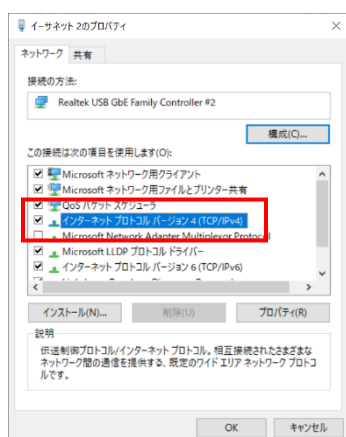 イーサネット 2のプロパティ
ネットワーク 共有
接続の方法:
Realtek USB GbE Family Controller #2
構成(C)...
この接続は次の項目を使用します(O):
Microsoft ネットワーク用クライアント
Microsoft ネットワーク用ファイルとプリンター共有
QoS パケット スケジューラ
インターネット プロトコル バージョン 4 (TCP/IPv4)
Microsoft Network Adapter Multiplexor Protocol
Microsoft LLDP プロトコル ドライバー
インターネット プロトコル バージョン 6 (TCP/IPv6)
インストール(N)... 削除(U) プロパティ(R)
説明
伝送制御プロトコル/インターネット プロトコル。相互接続されたさまざまな
ネットワーク間の通信を提供する、既定のワイド エリア ネットワーク プロトコ
ルです。
OK キャンセル